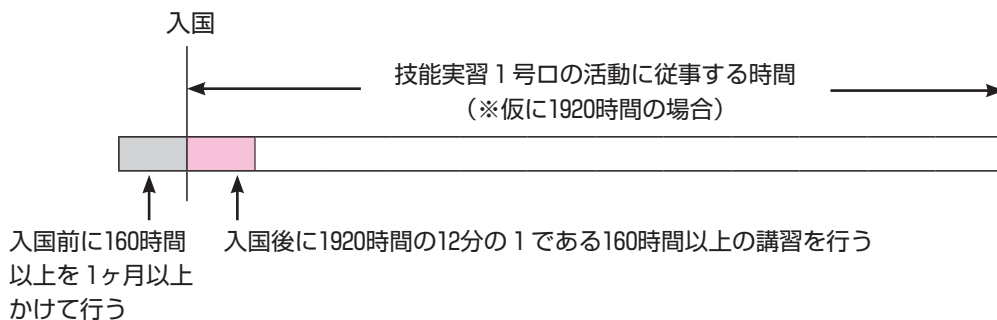 入国
技能実習１号ロの活動に従事する時間
（※仮に1920時間の場合）
入国前に160時間
以上を１ヶ月以上
かけて行う
入国後に1920時間の12分の１である160時間以上の講習を行う